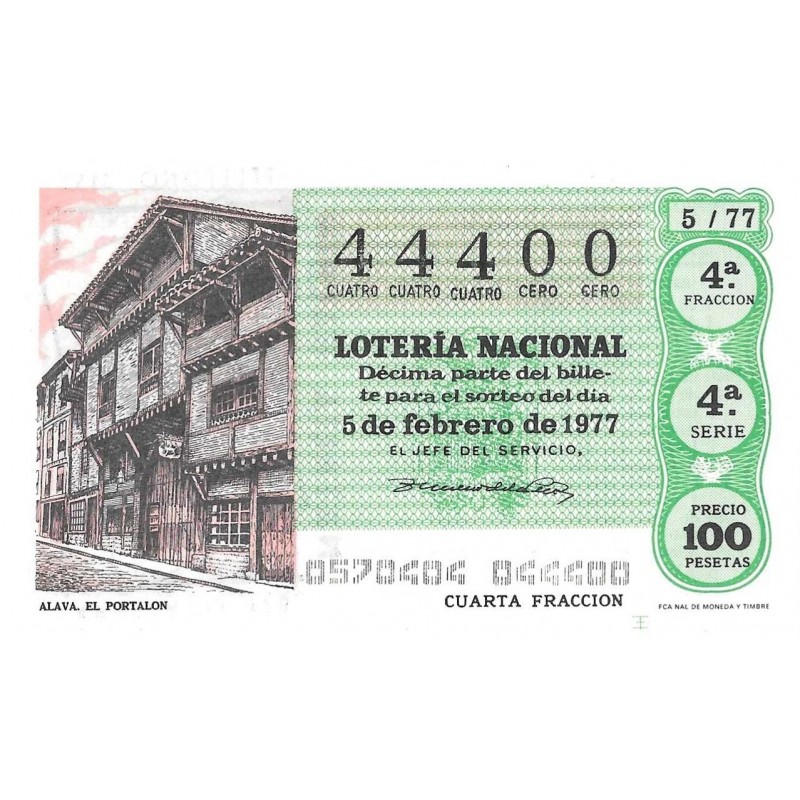 5 / 77
44400
CUATRO CUATRO CUATRO CERO CERO
4ª
FRACCION
LOTERÍA NACIONAL
Décima parte del bille-
te para el sorteo del día
5 de febrero de 1977
EL JEFE DEL SERVICIO,
4ª.
SERIE
PRECIO
100
PESETAS
0570404 044400
CUARTA FRACCION
ALAVA. EL PORTALON
FCA NAL DE MONEDA Y TIMBRE